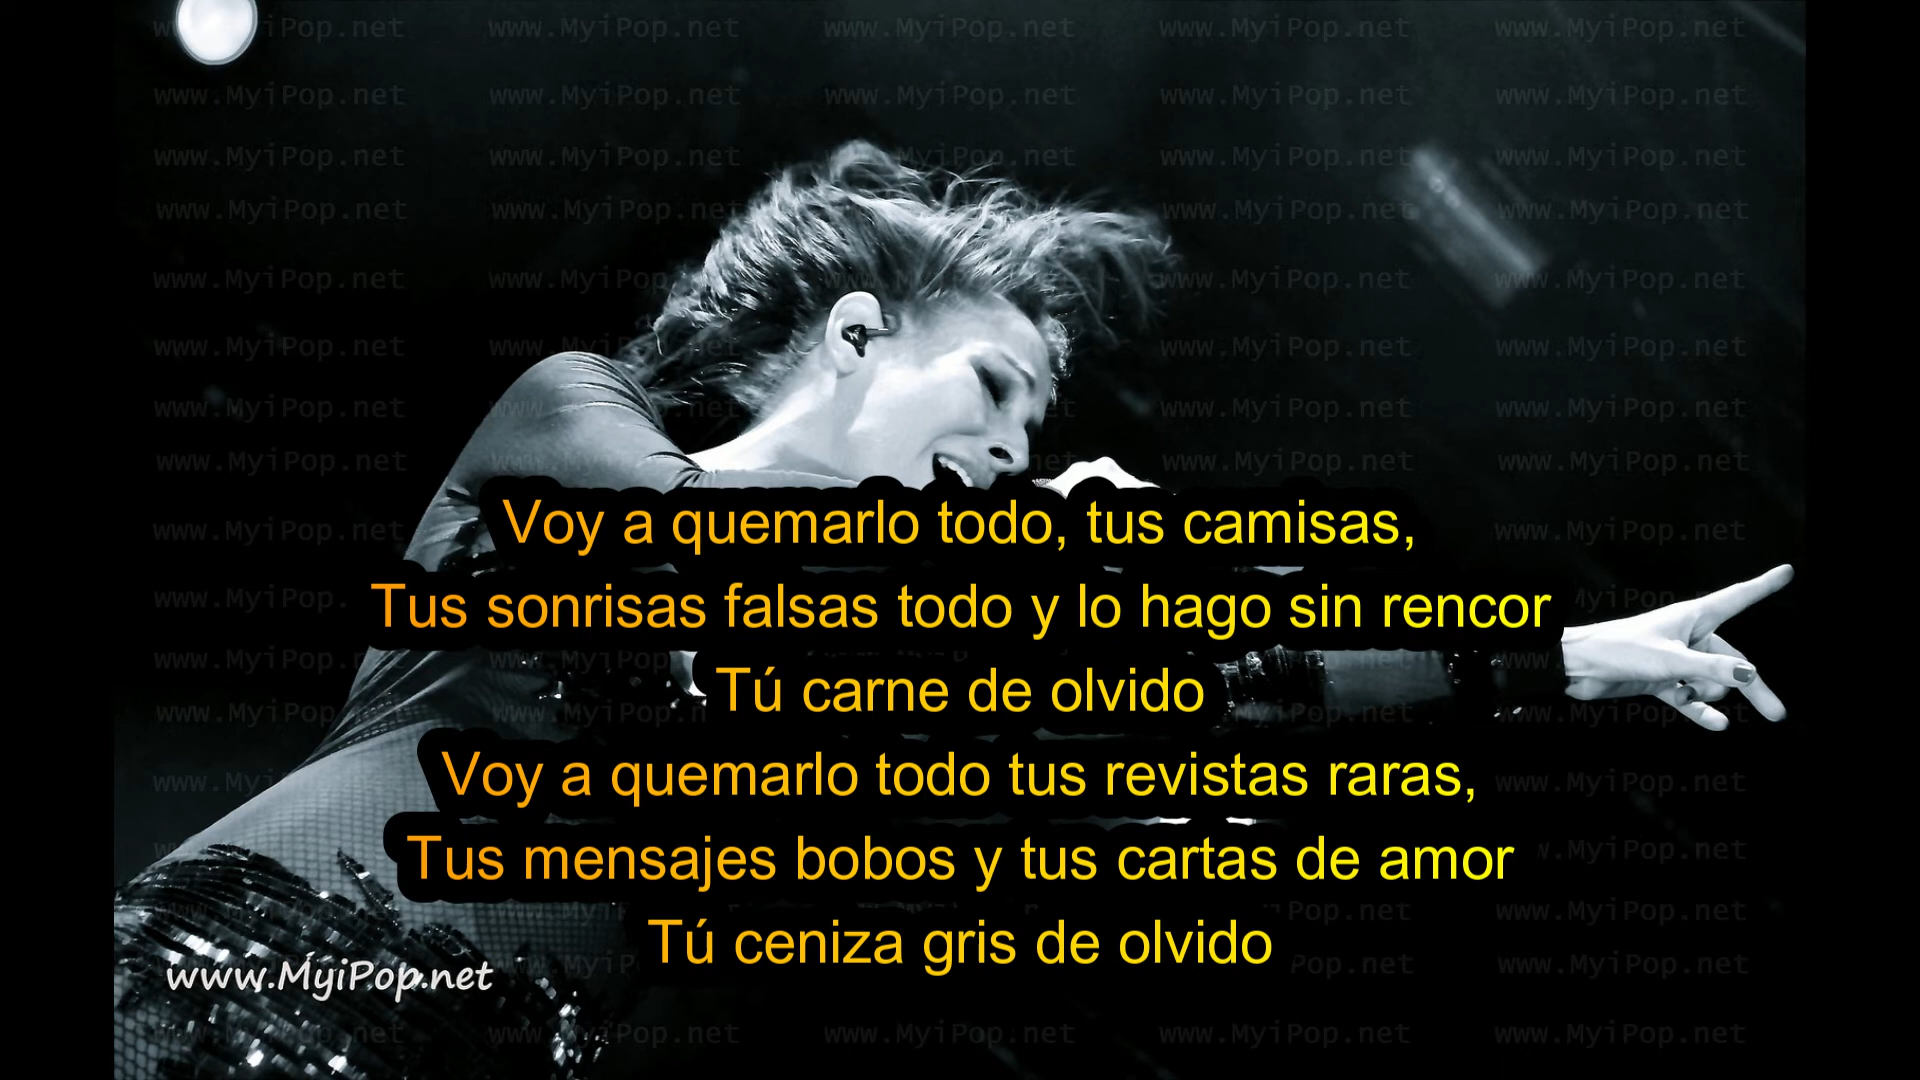 Voy a quemarlo todo, tus camisas,
Tus sonrisas falsas todo y lo hago sin rencor
Tú carne de olvido
Voy a quemarlo todo tus revistas raras,
Tus mensajes bobos y tus cartas de amor
Tú ceniza gris de olvido
www.MyiPop.net